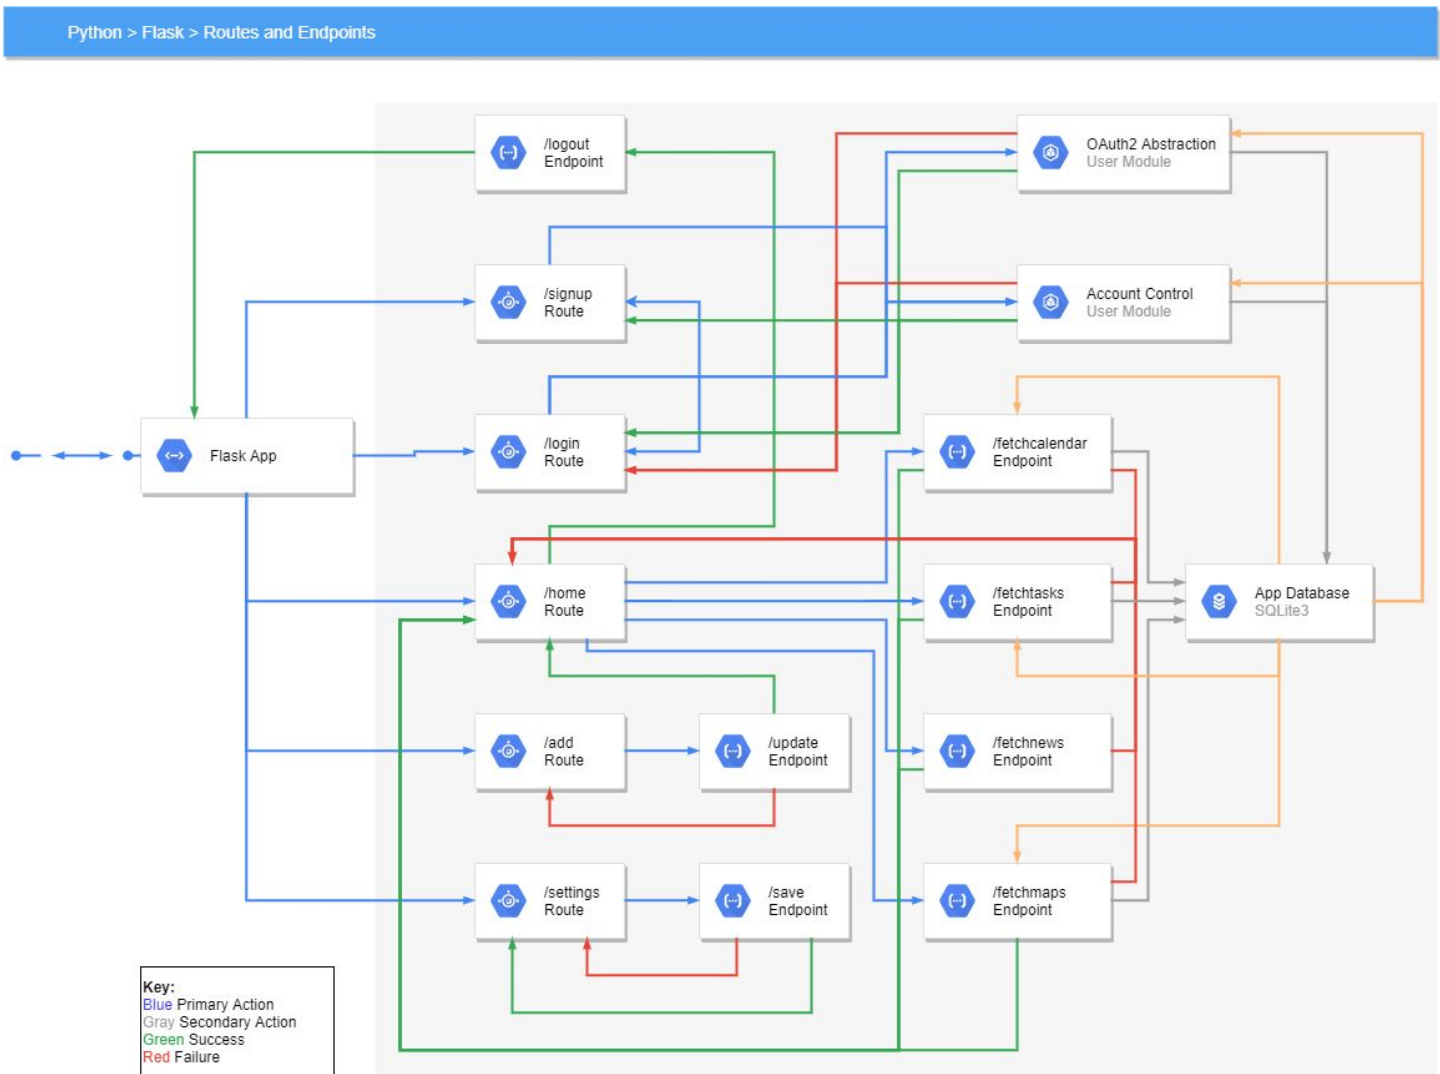 Python > Flask > Routes and Endpoints
/logout
Endpoint
OAuth2 Abstraction
User Module
/signup
Route
Account Control
User Module
Flask App
/login
Route
/fetchcalendar
Endpoint
/home
Route
/fetchtasks
Endpoint
App Database
SQLite3
/add
Route
/update
Endpoint
/fetchnews
Endpoint
/settings
Route
/save
Endpoint
/fetchmaps
Endpoint
Key:
Blue Primary Action
Gray Secondary Action
Green Success
Red Failure